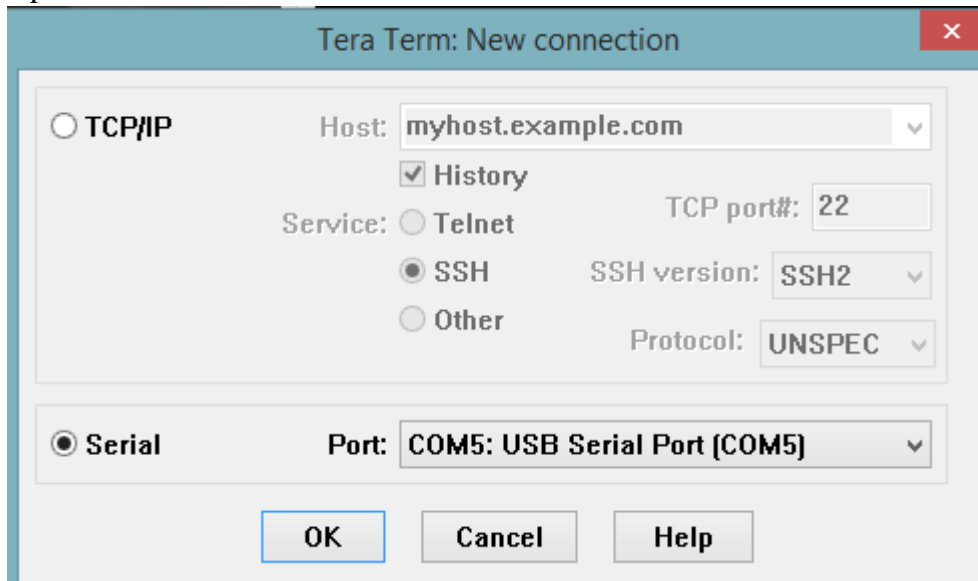 Tera Term: New connection
TCP/IP Host: myhost.example.com
History
Service: Telnet TCP port#: 22
SSH SSH version: SSH2
Other Protocol: UNSPEC
Serial Port: COM5: USB Serial Port (COM5)
OK Cancel Help